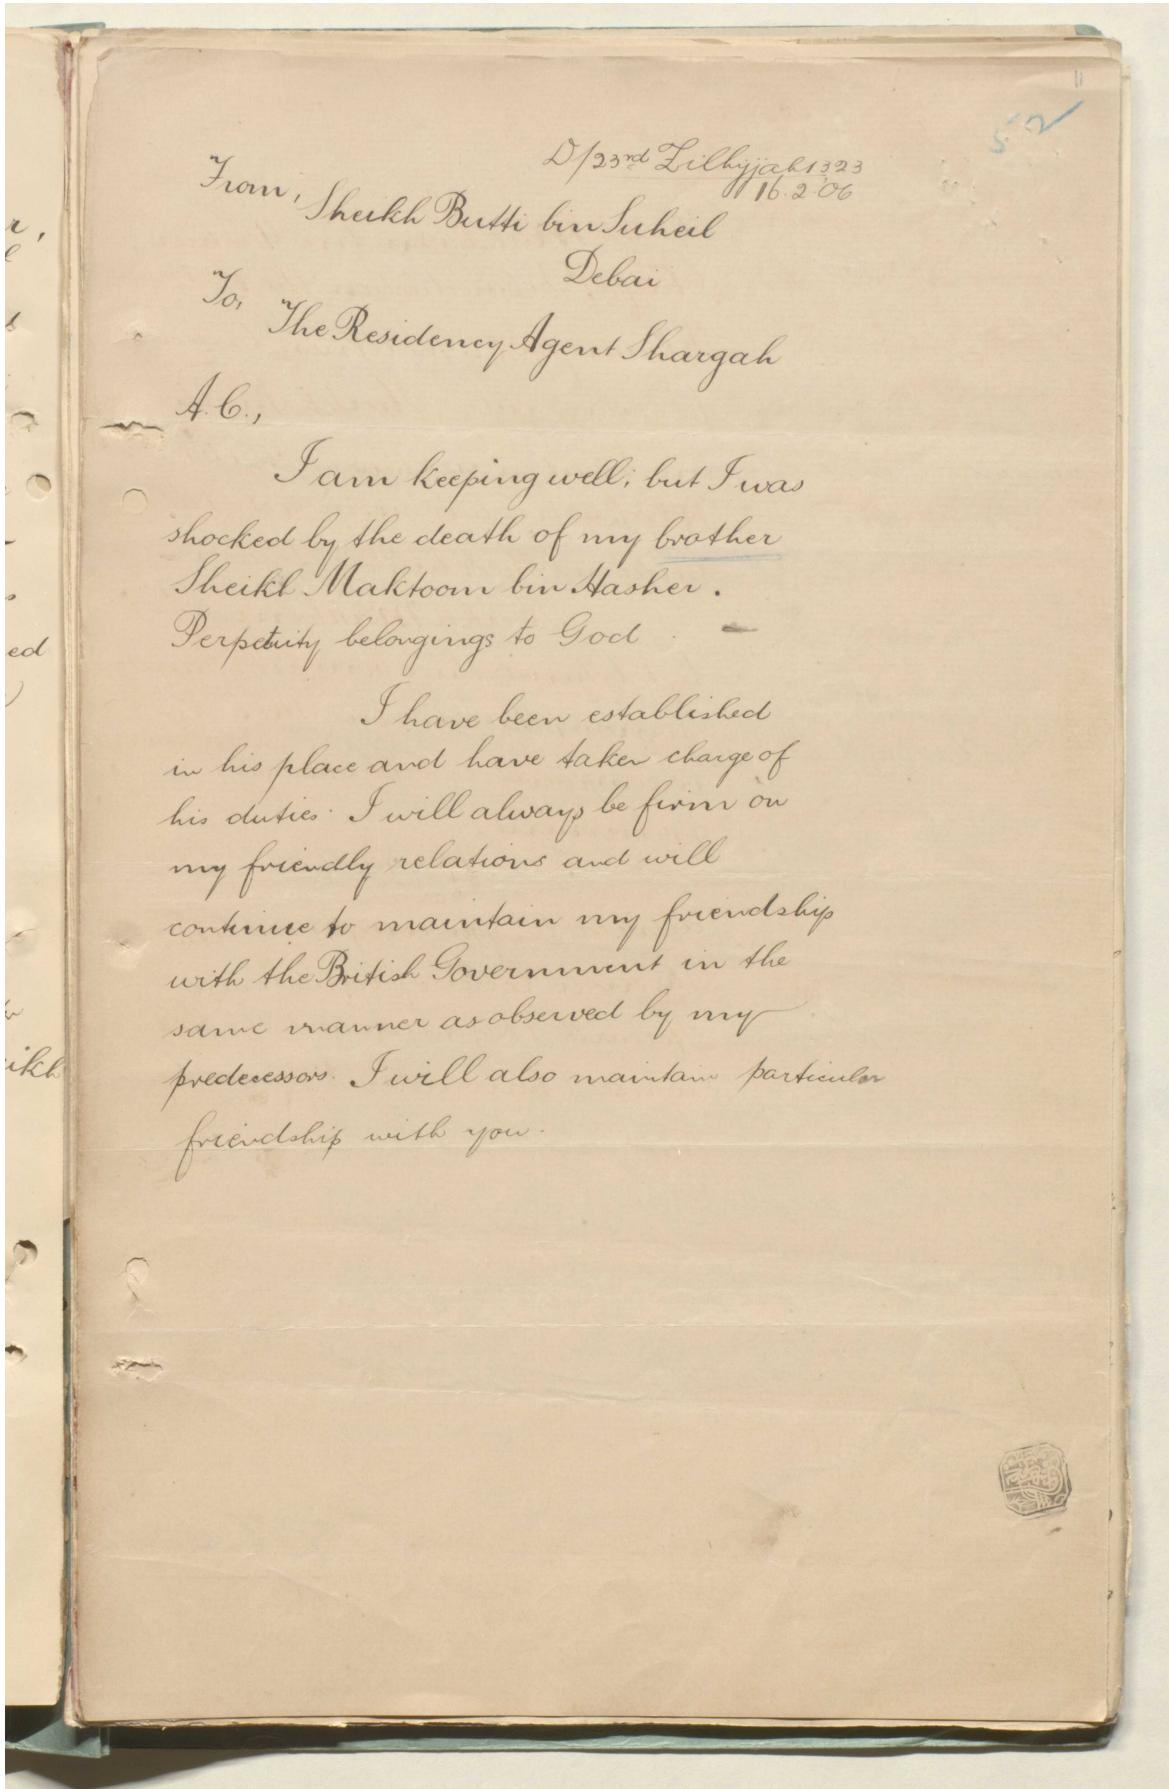 11
52
D/23rd Zilhyjah 1323
16.2.'06
From,
Sheikh Butti bin Suheil
Debai
To,
The Residency Agent Shargah
A.C.,
I am keeping well; but I was
shocked by the death of my brother
Sheikh Maktoom bin Hasher.
Perpetuity belongings to God
I have been established
in his place and have taken charge of
his duties. I will always be firm on
my friendly relations and will
continue to maintain my friendship
with the British Government in the
same manner as observed by my
predecessors. I will also maintain particular
friendship with you.
ed
ikh